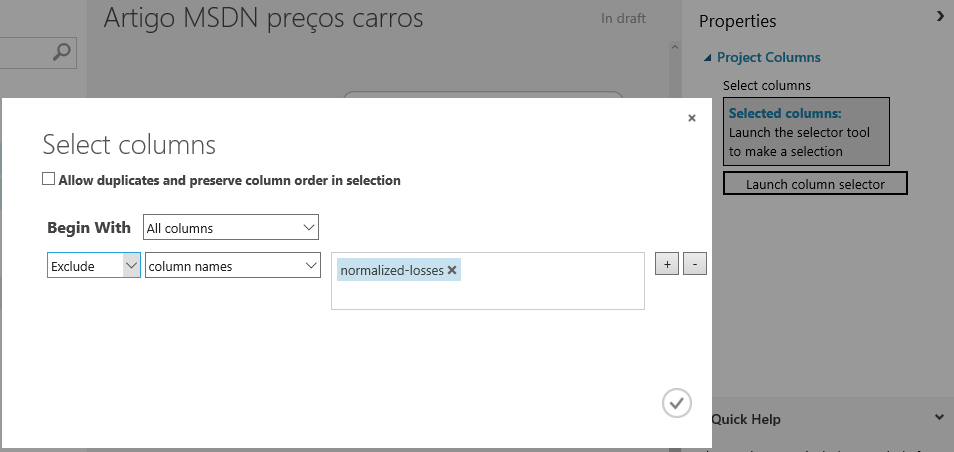 Artigo MSDN preços carros
In draft
Properties
Project Columns
Select columns
Selected columns:
Launch the selector tool
to make a selection
Launch column selector
Select columns
Allow duplicates and preserve column order in selection
Begin With
All columns
Exclude
column names
normalized-losses
+
-
Quick Help